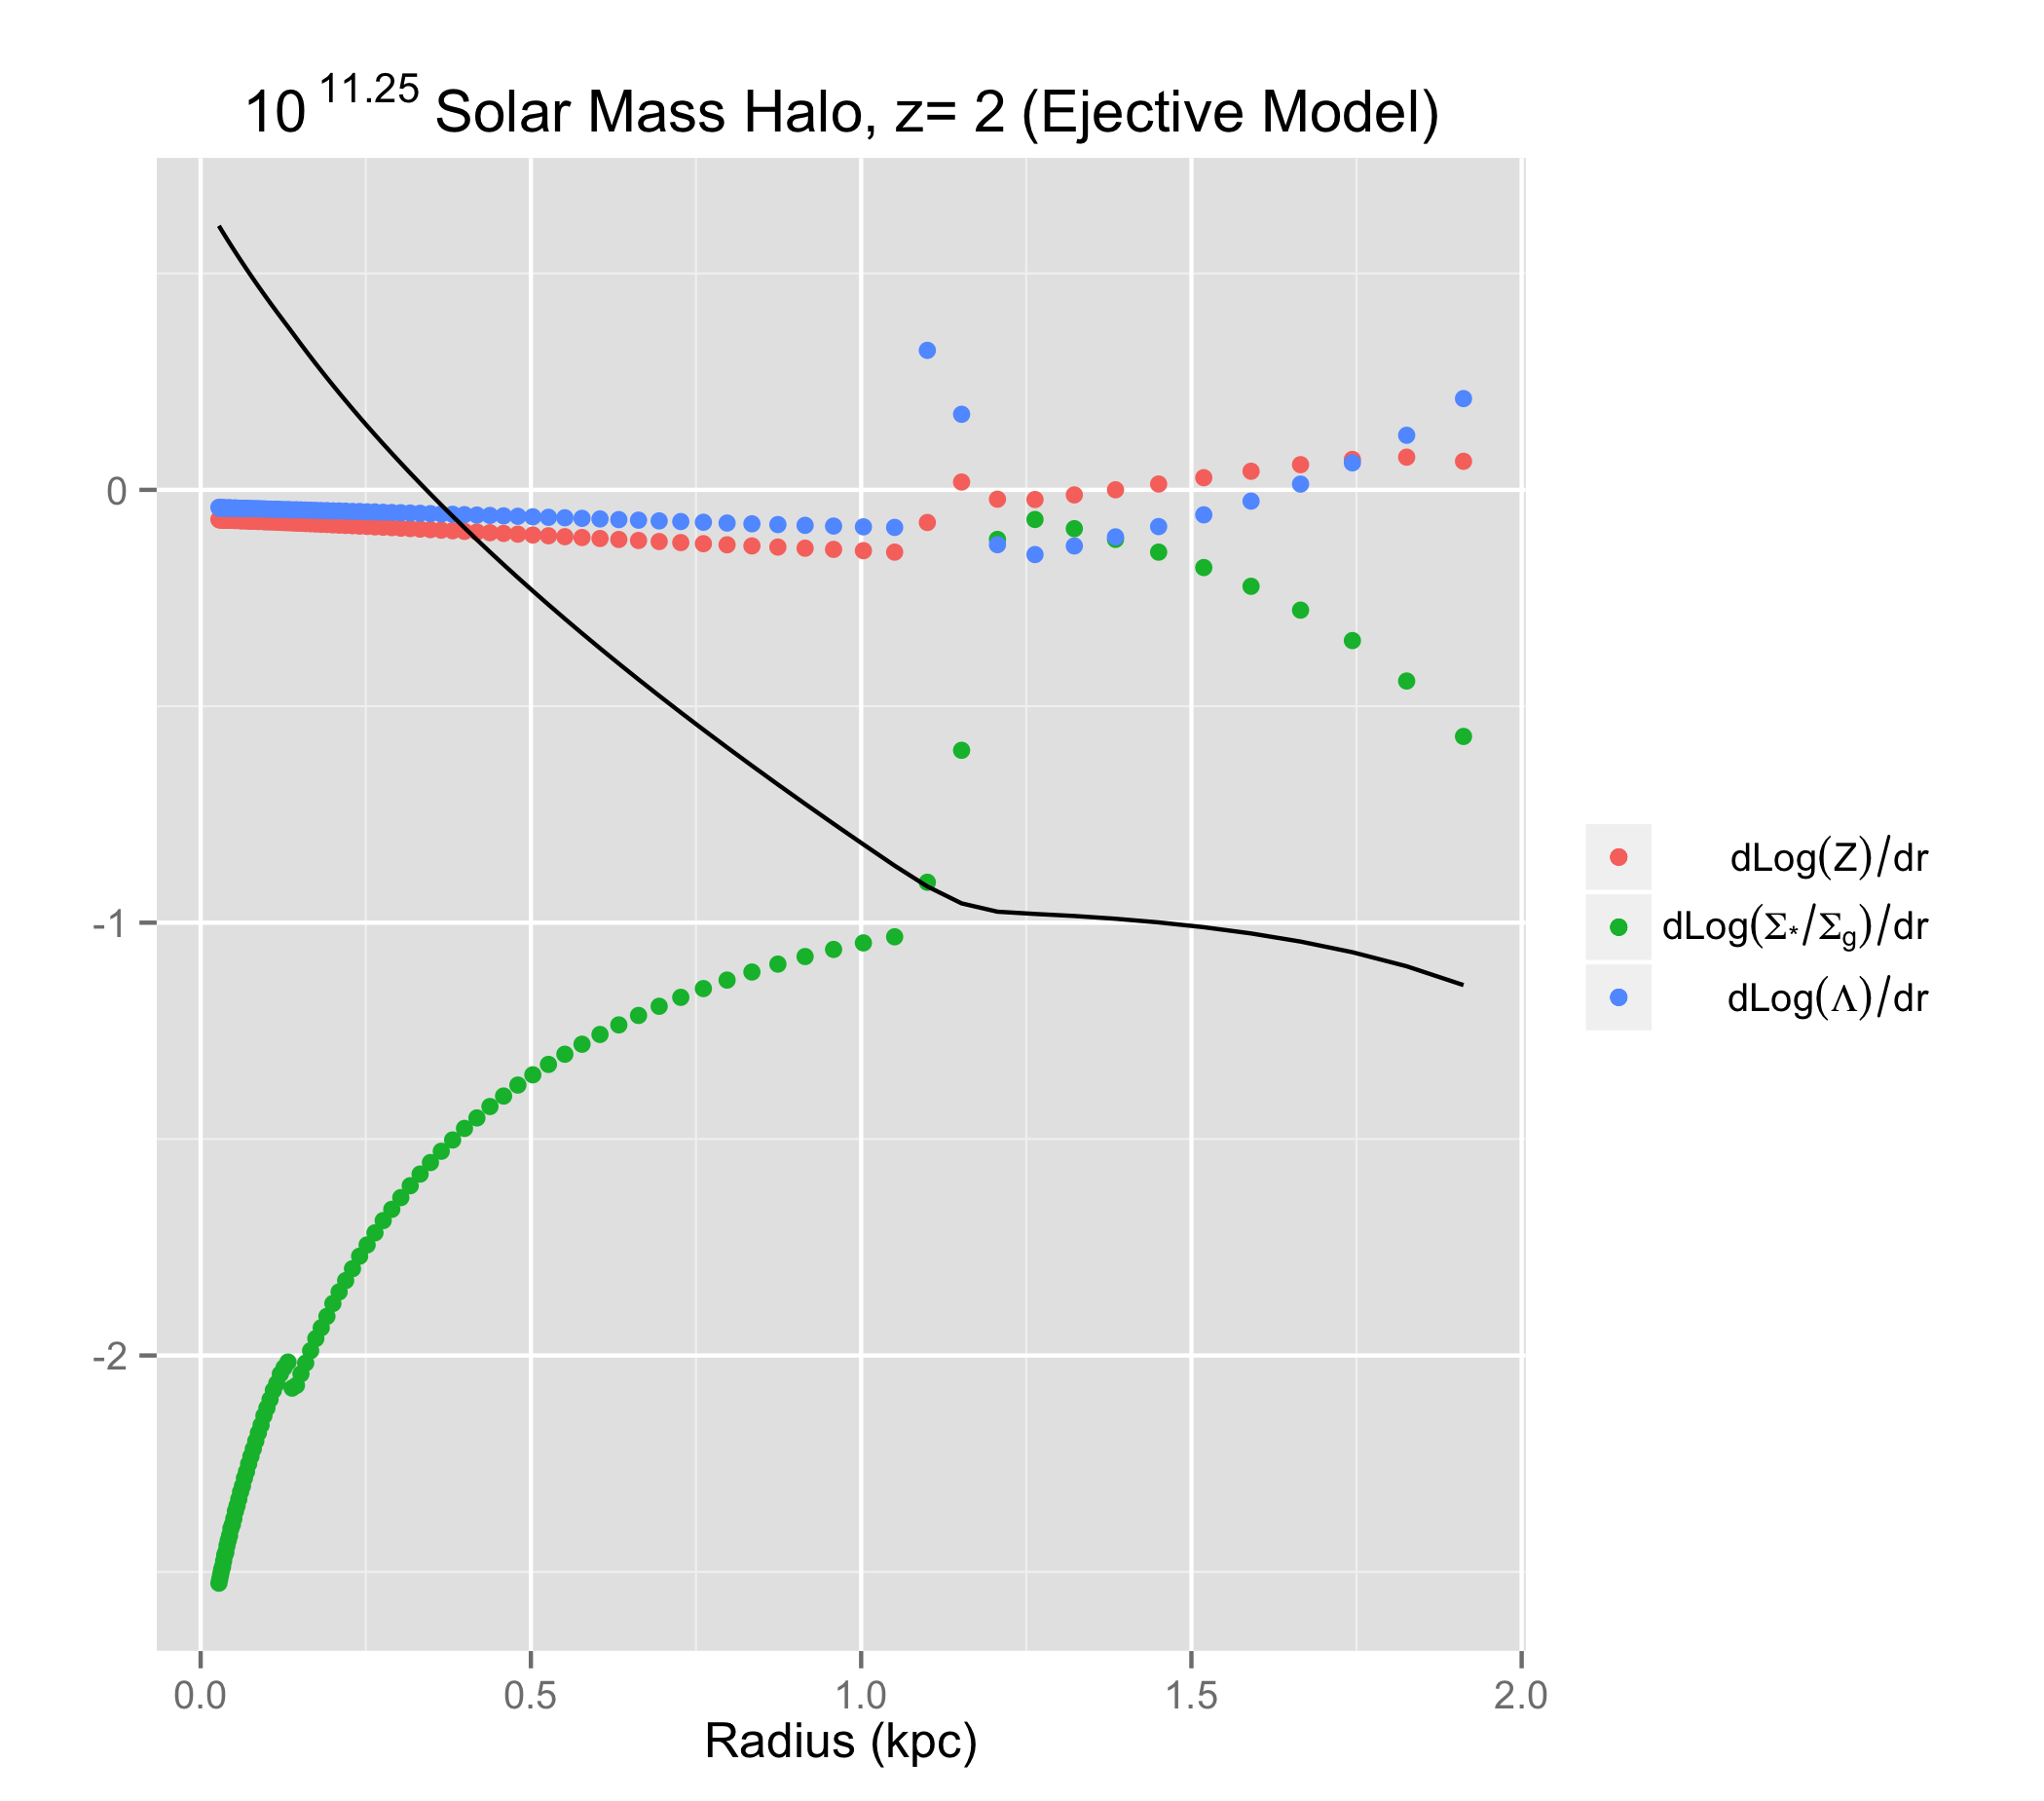 10^11.25 Solar Mass Halo, z= 2 (Ejective Model)
0
-1
-2
0.0 0.5 1.0 1.5 2.0
Radius (kpc)
dLog(Z)/dr
dLog(Σ*/Σg)/dr
dLog(Λ)/dr